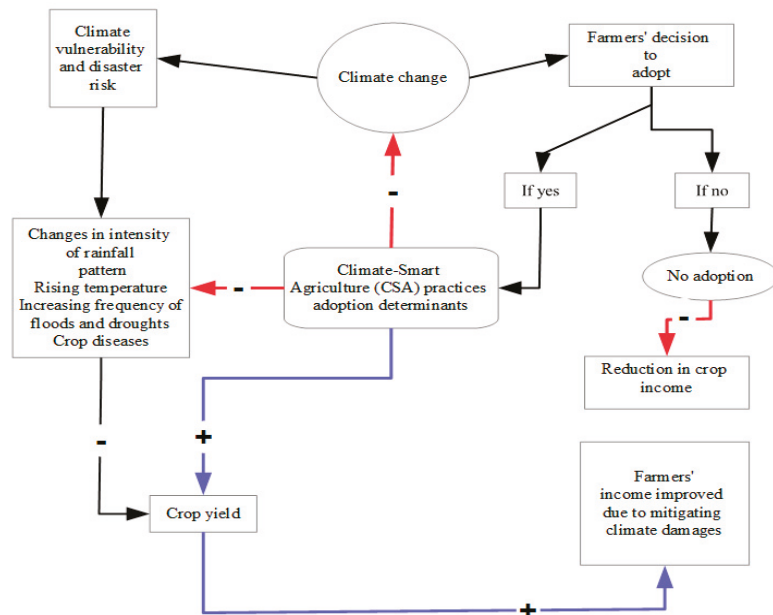 Climate
vulnerability
and disaster
risk
Climate change
Farmers' decision
to
adopt
-
If yes
If no
Changes in intensity
of rainfall
pattern
Rising temperature
Increasing frequency of
floods and droughts
Crop diseases
-
Climate-Smart
Agriculture (CSA) practices
adoption determinants
No adoption
-
Reduction in crop
income
-
+
Crop yield
Farmers'
income improved
due to mitigating
climate damages
+